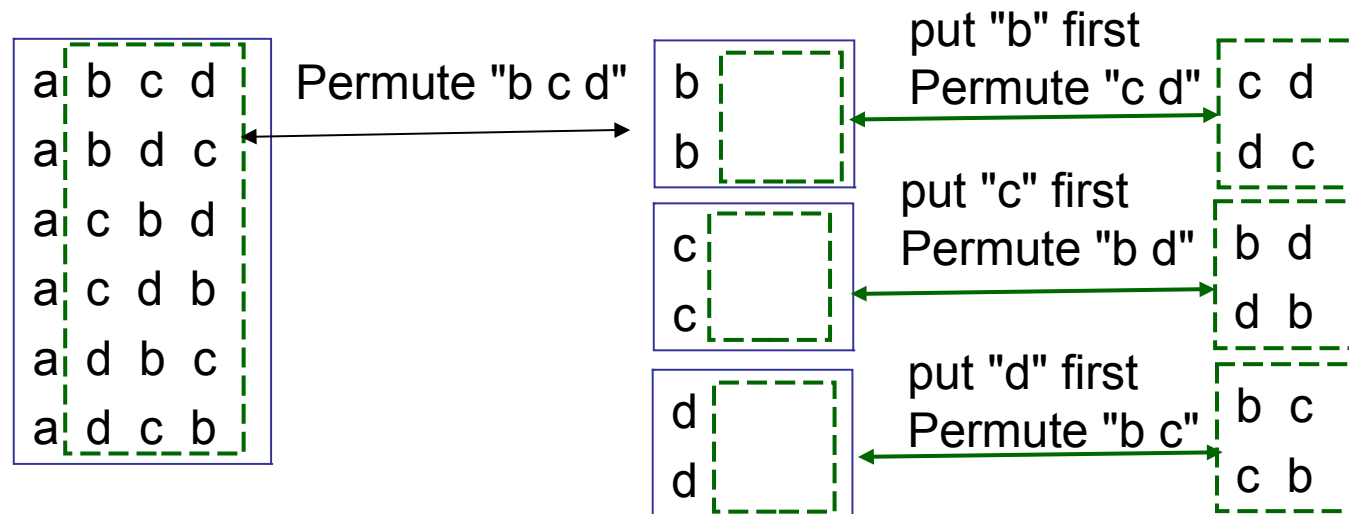 a b c d
a b d c
a c b d
a c d b
a d b c
a d c b
Permute "b c d"
b
b
put "b" first
Permute "c d"
c d
d c
c
c
put "c" first
Permute "b d"
b d
d b
d
d
put "d" first
Permute "b c"
b c
c b